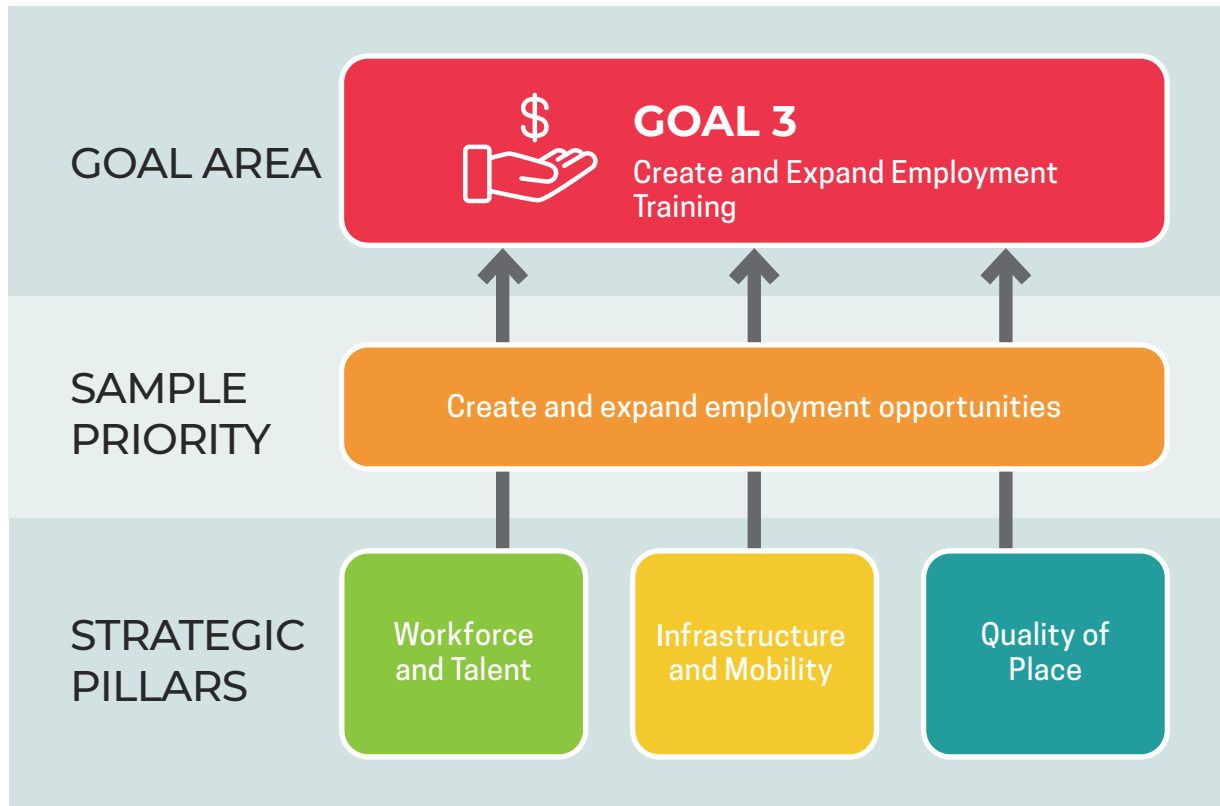 GOAL AREA
$
GOAL 3
Create and Expand Employment
Training
SAMPLE
PRIORITY
Create and expand employment opportunities
STRATEGIC
PILLARS
Workforce
and Talent
Infrastructure
and Mobility
Quality of
Place